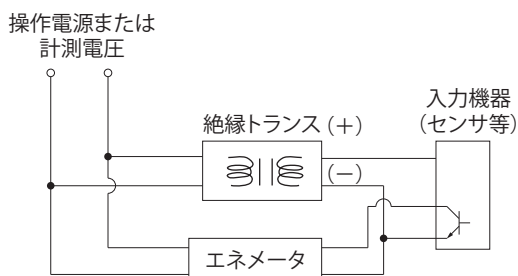 操作電源または
計測電圧
絶縁トランス (+)
(−)
入力機器
(センサ等)
エネメータ